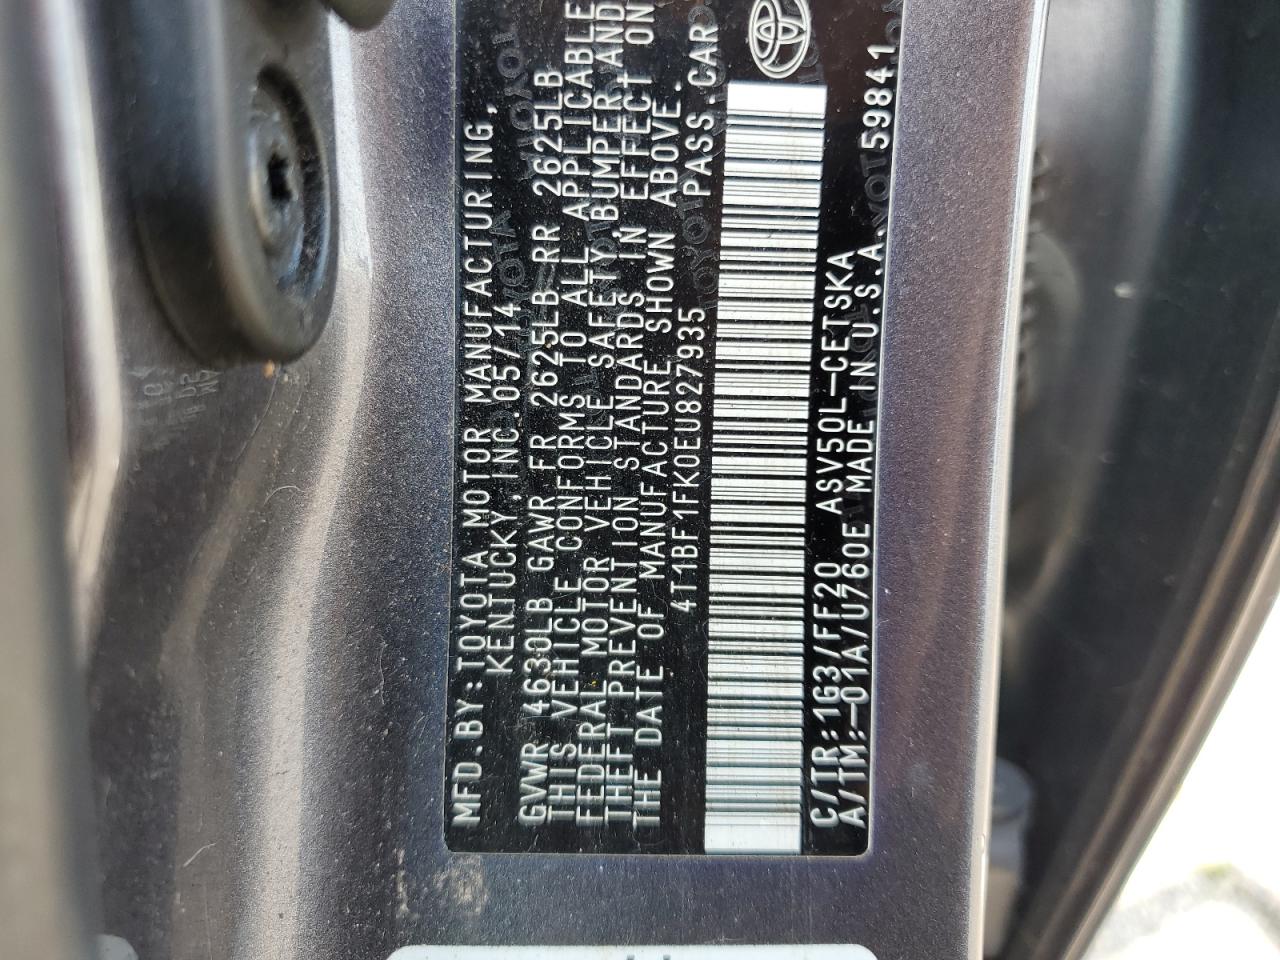 MFD.BY:TOYOTA MOTOR MANUFACTURING,
KENTUCKY,INC.05/14
GVWR 4630LB GAWR FR 2625LB RR 2625LB
THIS VEHICLE CONFORMS TO ALL APPLICABLE
FEDERAL MOTOR VEHICLE SAFETY,BUMPER,AND
THEFT PREVENTION STANDARDS IN EFFECT ON
THE DATE OF MANUFACTURE SHOWN ABOVE.
4T1BF1FK0EU827935 PASS.CAR
C/TR:1G3/FF20 ASV50L-CETSKA
A/TM:-01A/U760E MADE IN U.S.A. 59841